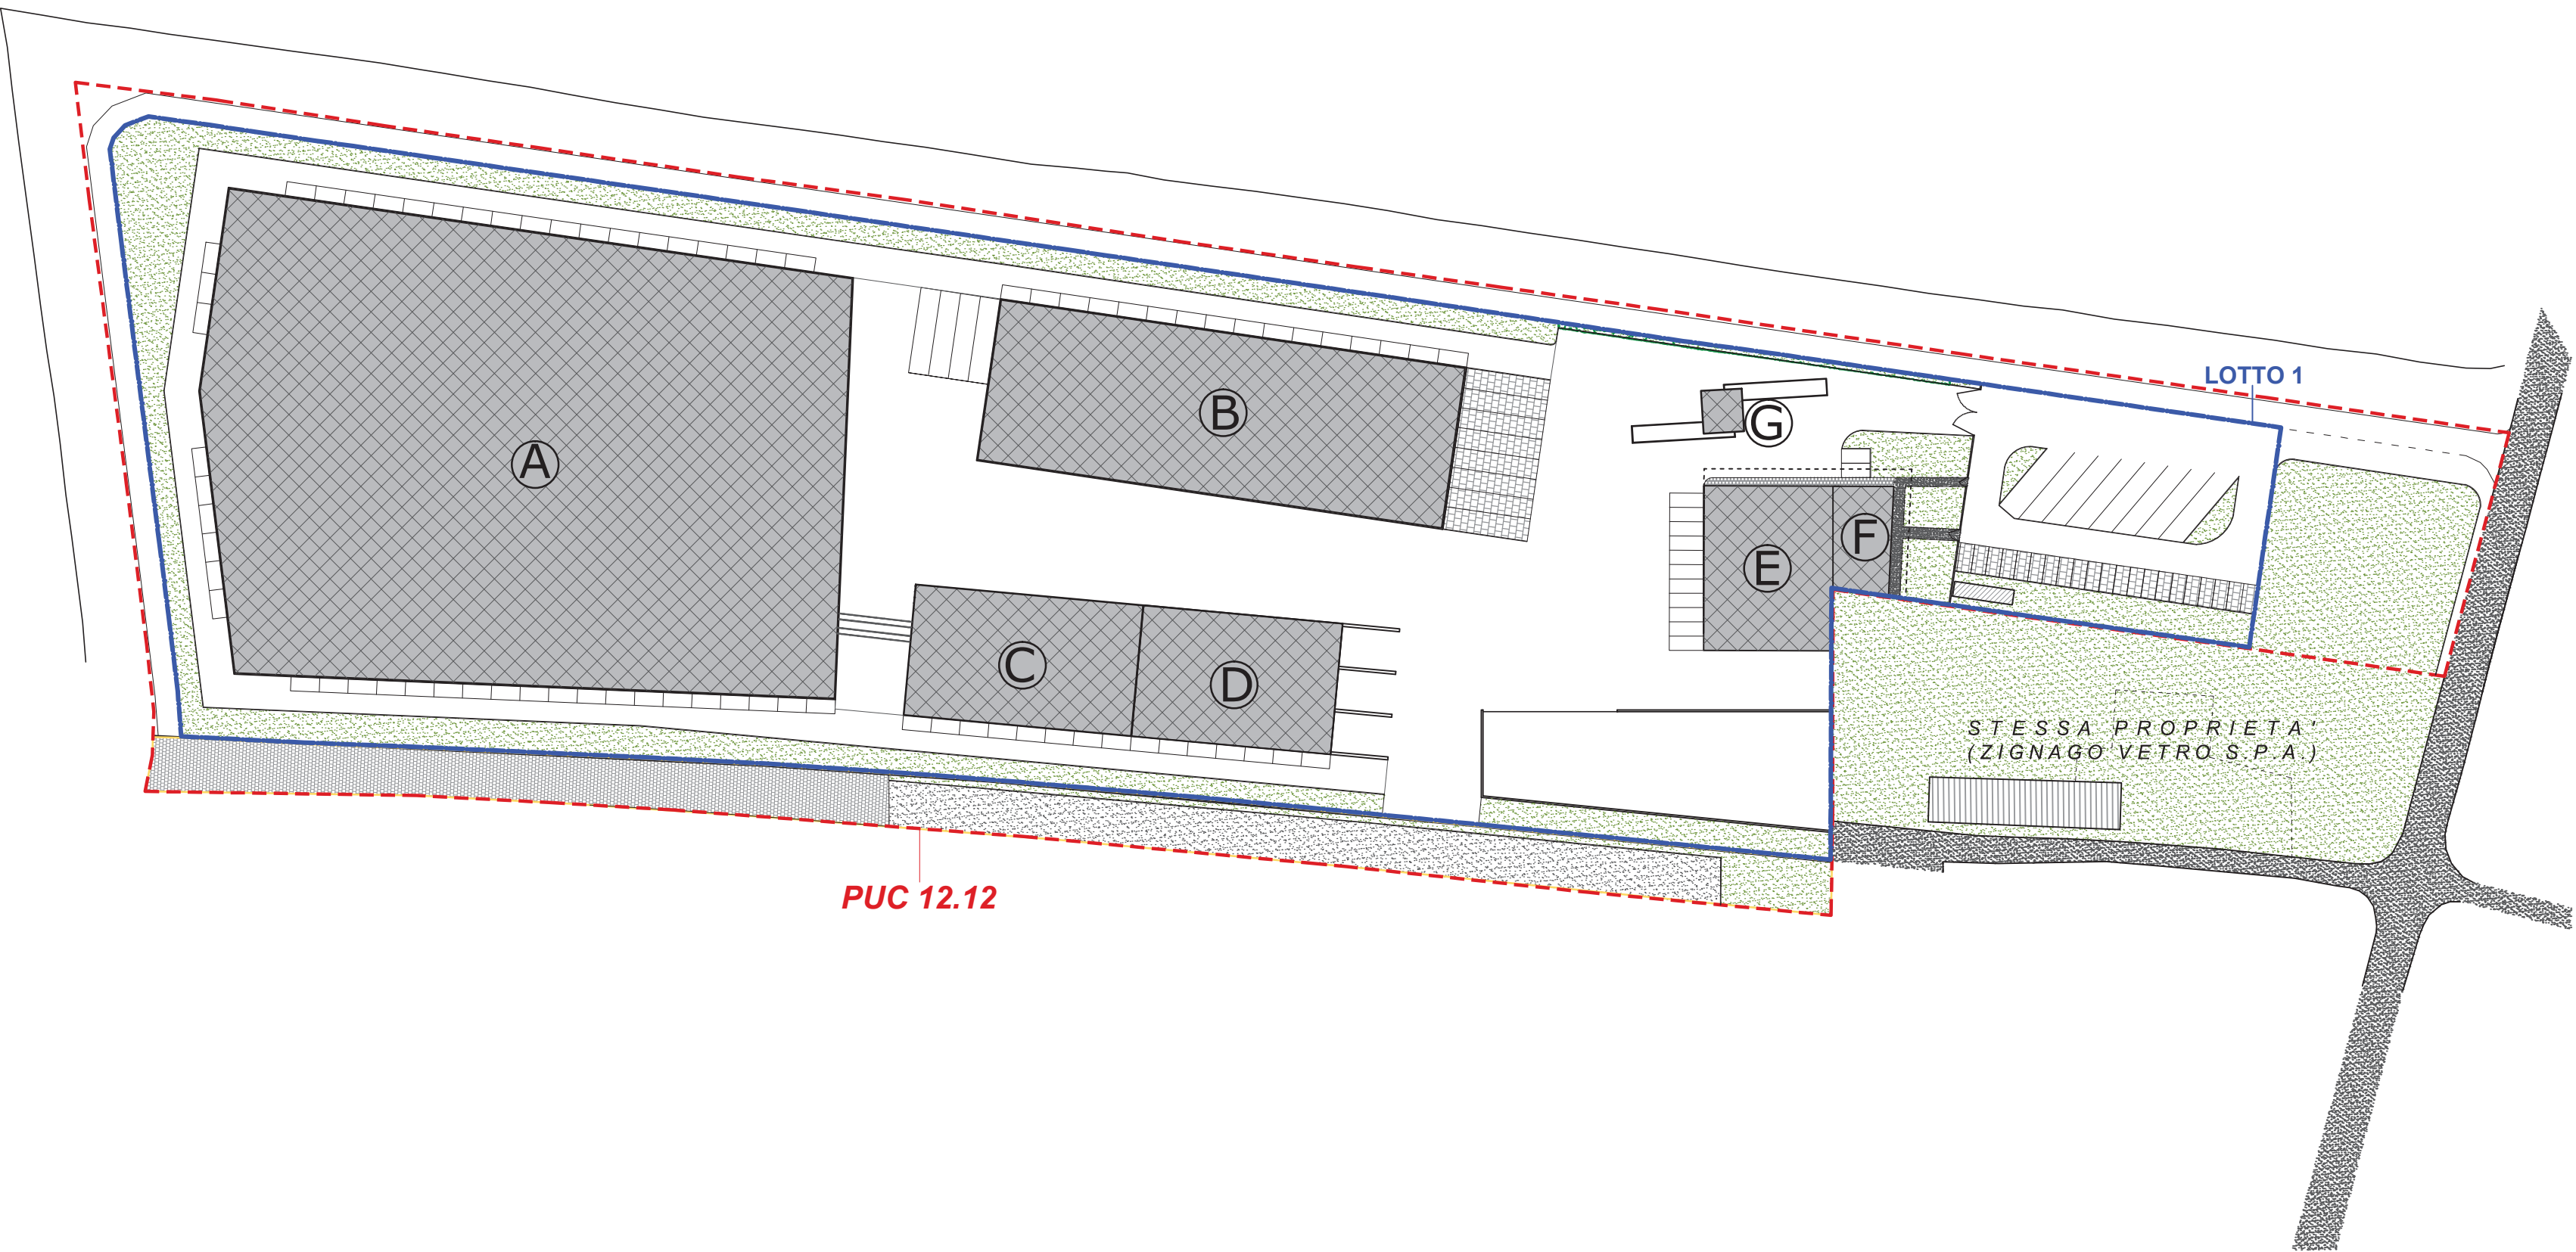 LOTTO 1
A
B
G
F
E
C
D
STESSA PROPRIETA'
(ZIGNAGO VETRO S.P.A.)
PUC 12.12